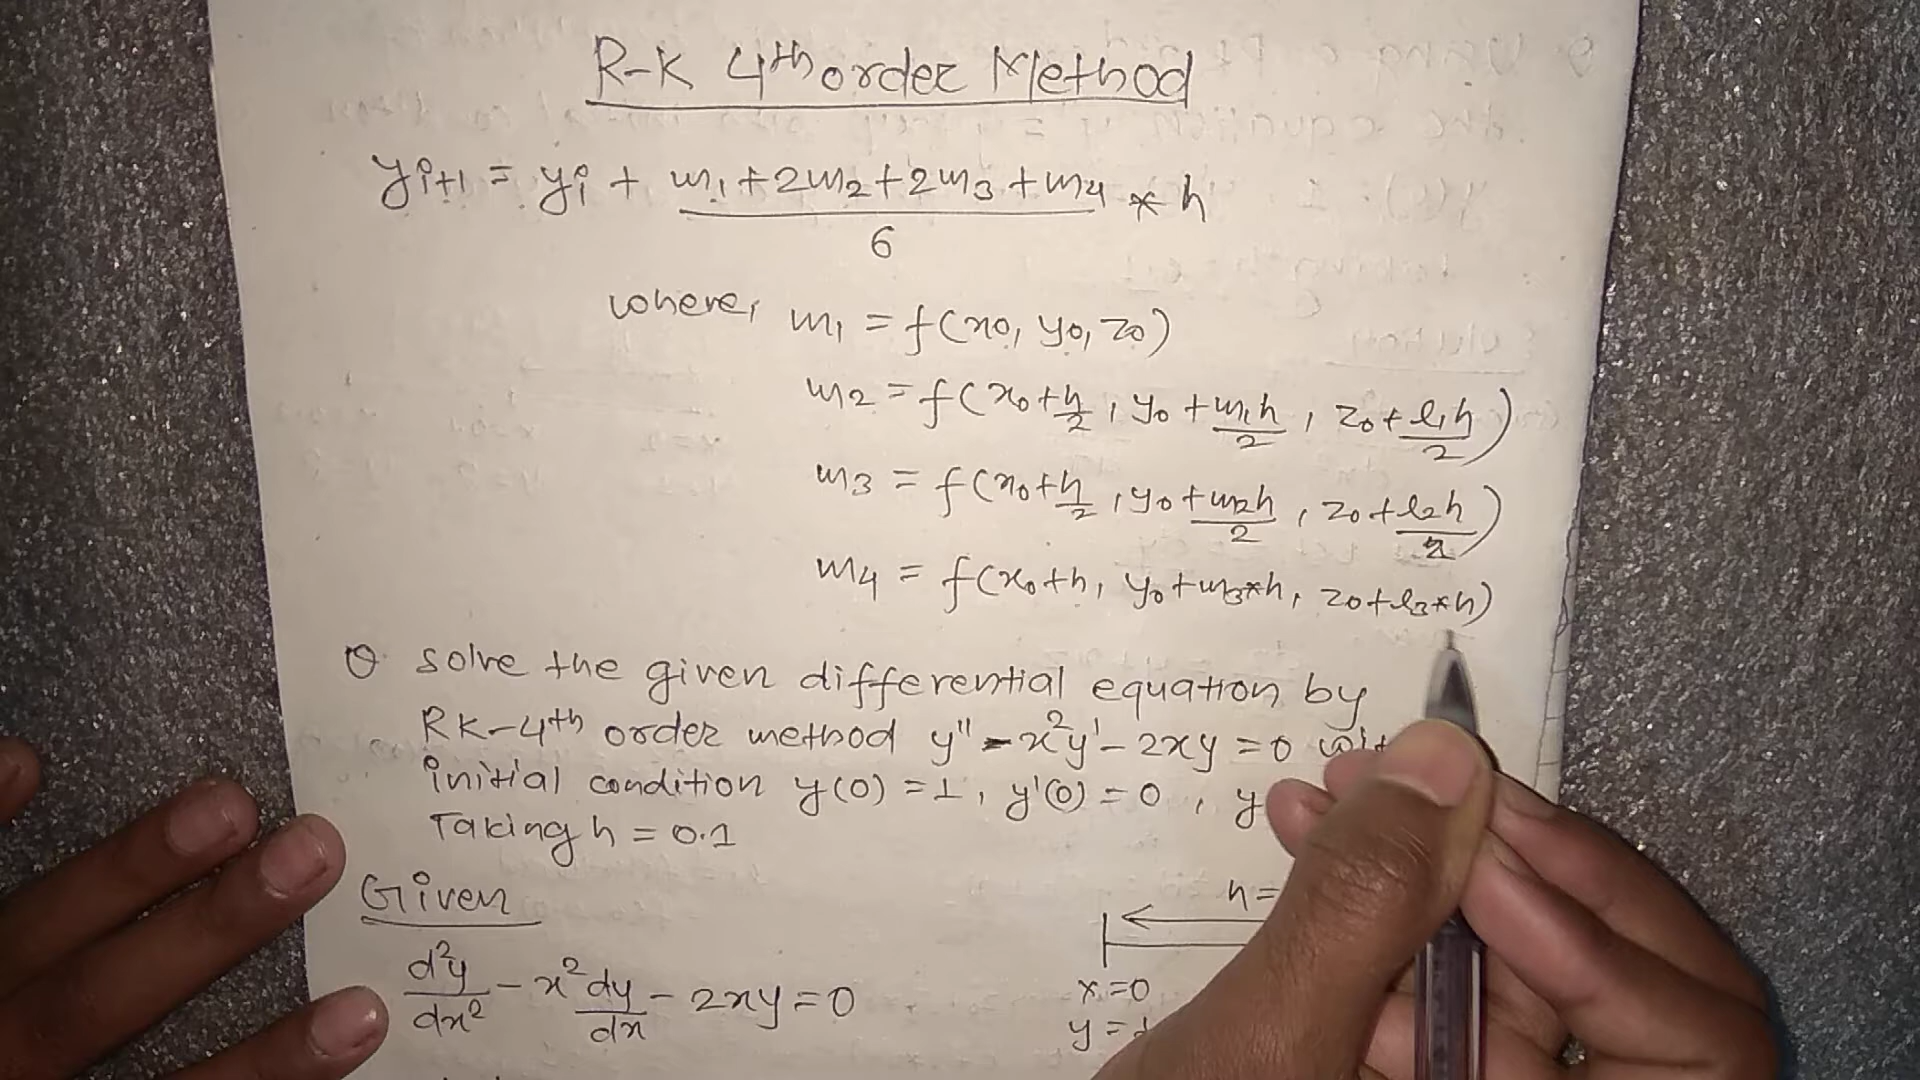 R-K 4th order Method
yi+1 = yi + m1+2m2+2m3+m4/6 * h
where, m1 = f(x0, y0, z0)
m2 = f(x0+h/2, y0+m1h/2, z0+l1h/2)
m3 = f(x0+h/2, y0+m2h/2, z0+l2h/2)
m4 = f(x0+h, y0+m3*h, z0+l3*h)
Q solve the given differential equation by
RK-4th order method y" - x²y' - 2xy = 0
initial condition y(0) = 1, y'(0) = 0, y
Taking h = 0.1
Given
h=
d²y/dx² - x² dy/dx - 2xy = 0
x=0
y=1